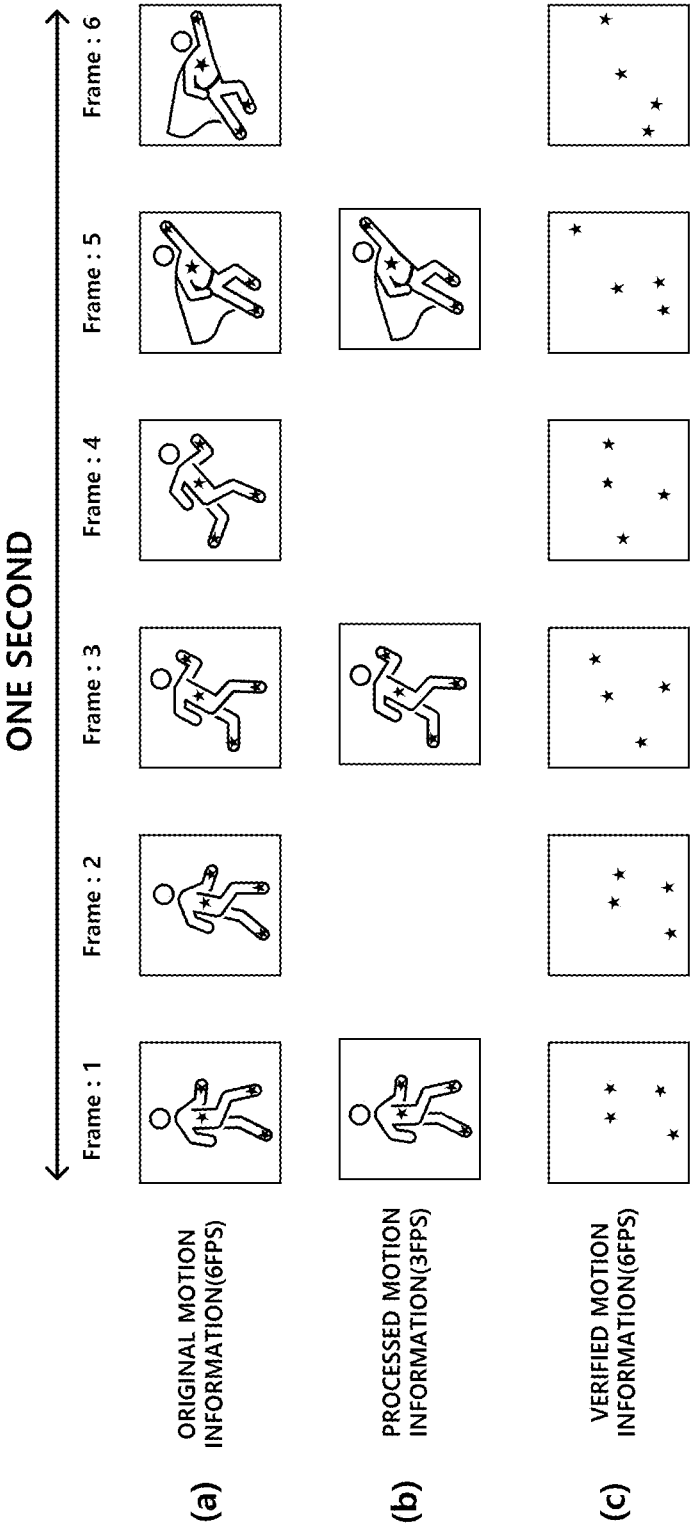 ONE SECOND
Frame : 1
Frame : 2
Frame : 3
Frame : 4
Frame : 5
Frame : 6
(a)
ORIGINAL MOTION
INFORMATION(6FPS)
(b)
PROCESSED MOTION
INFORMATION(3FPS)
(c)
VERIFIED MOTION
INFORMATION(6FPS)